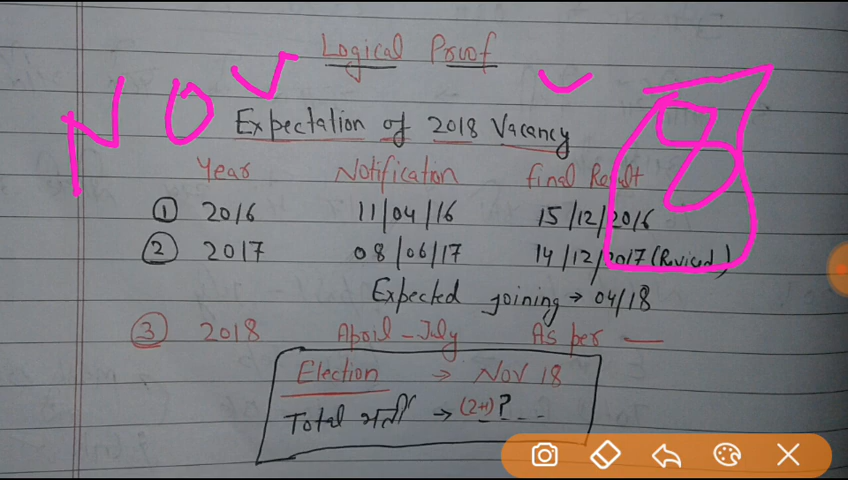 Logical Proof
NOV
8
Expectation of 2018 Vacancy
Year Notification Final Result
① 2016 11/04/16 15/12/2016
② 2017 08/06/17 14/12/2017 (Reviced)
Expected joining → 04/18
③ 2018 April - July As per —
Election → NOV 18
Total भर्ती → (2+1) ? - - -